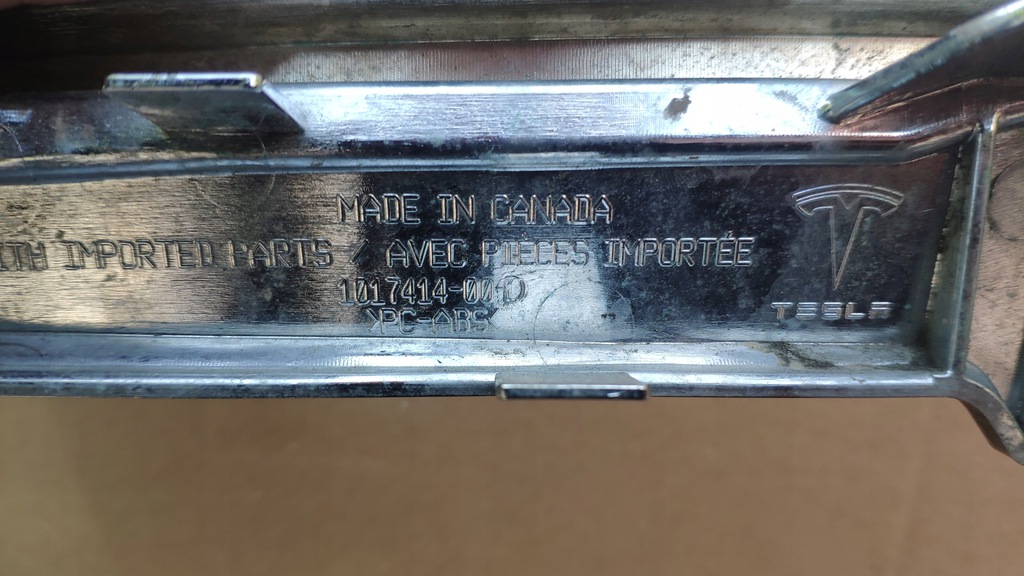 MADE IN CANADA
ITH IMPORTED PARTS / AVEC PIECES IMPORTÉE
1017414-00-D
>PC-ABS<
TESLA